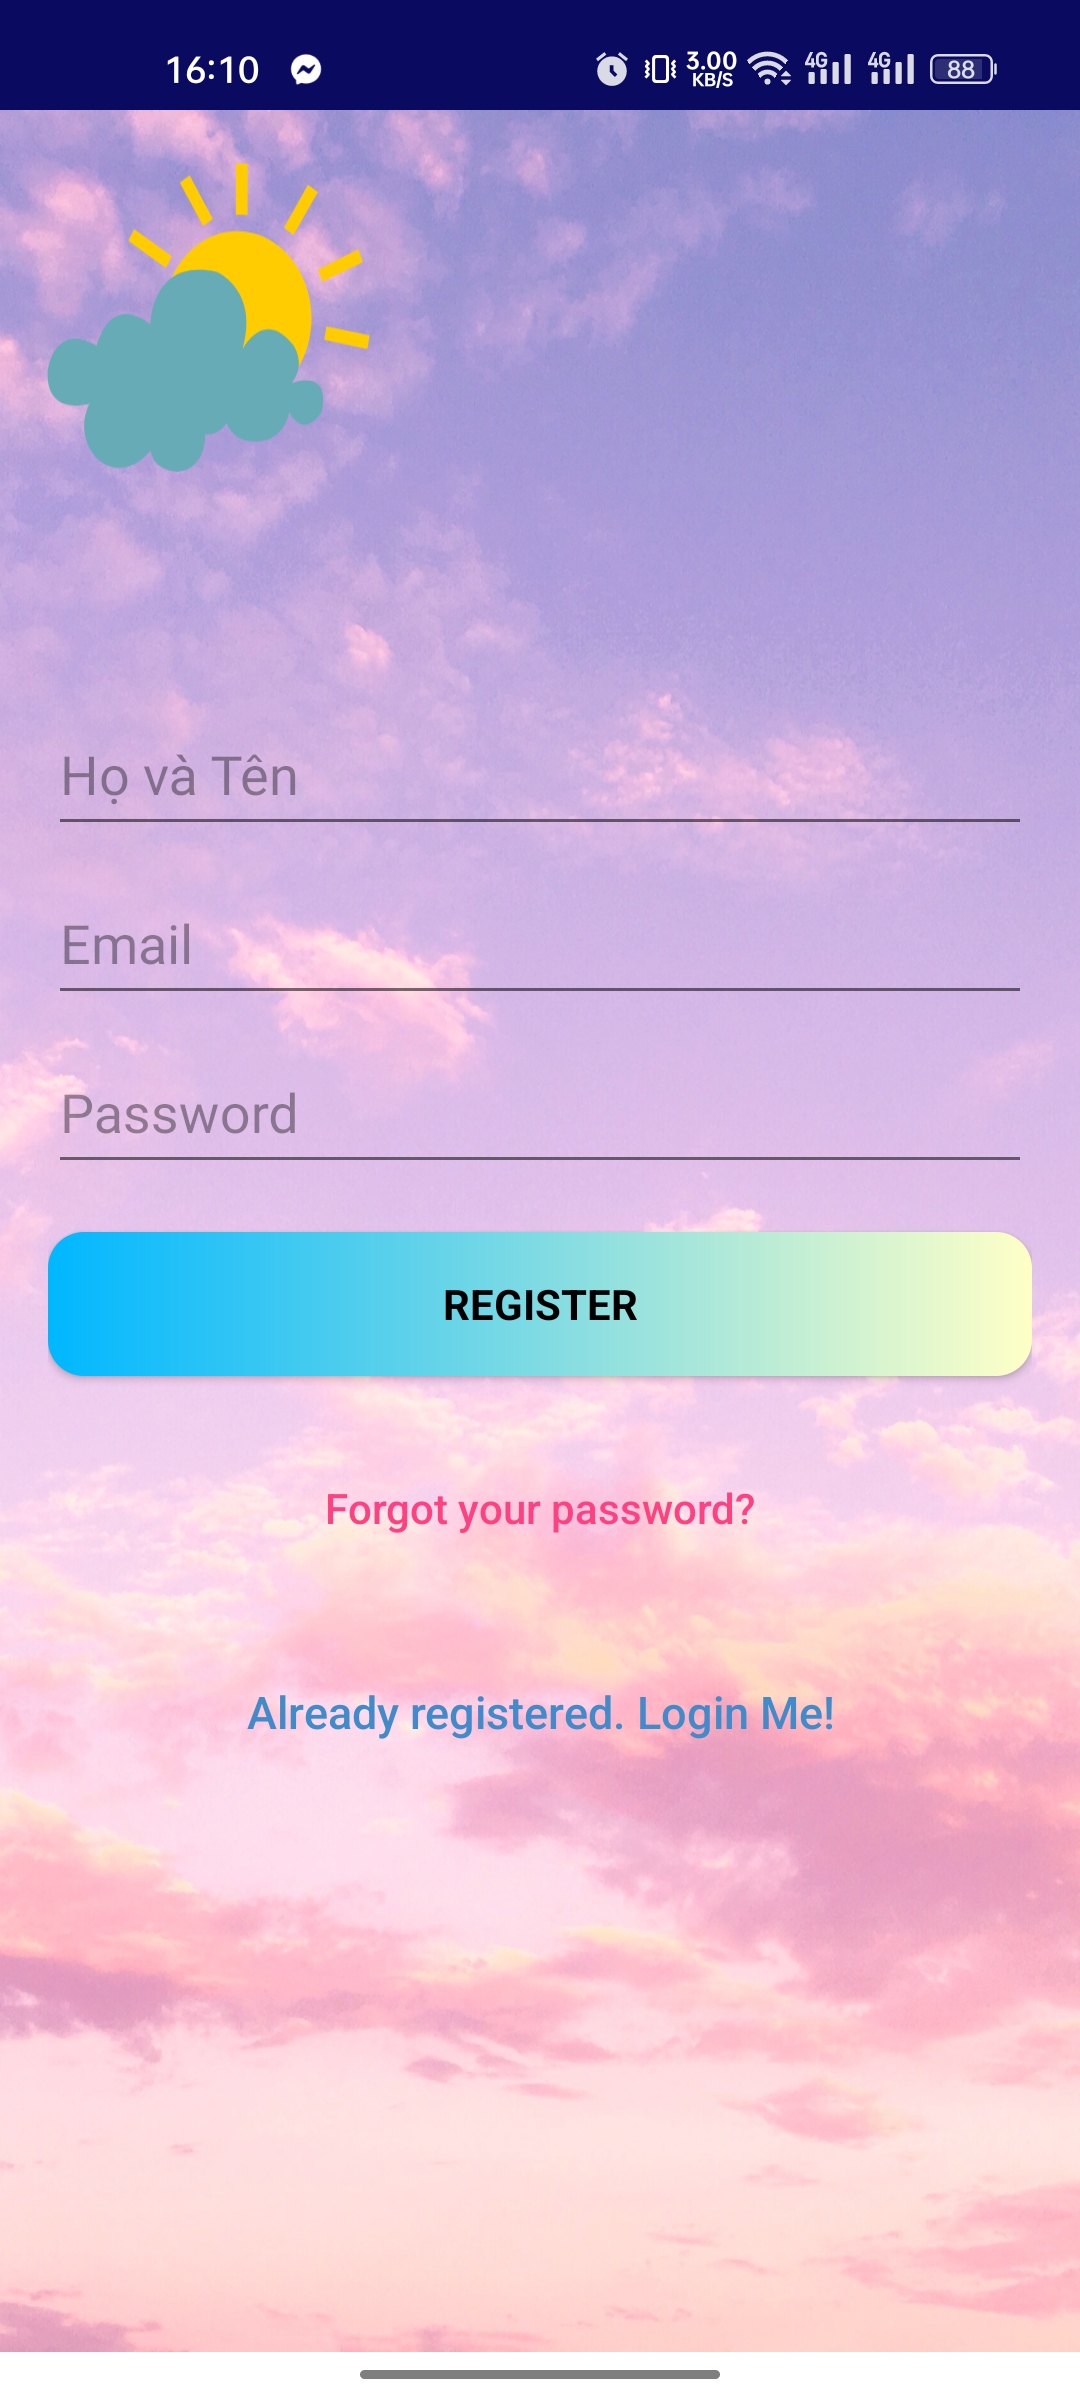 16:10
3.00
KB/S
4G
4G
88
Họ và Tên
Email
Password
REGISTER
Forgot your password?
Already registered. Login Me!